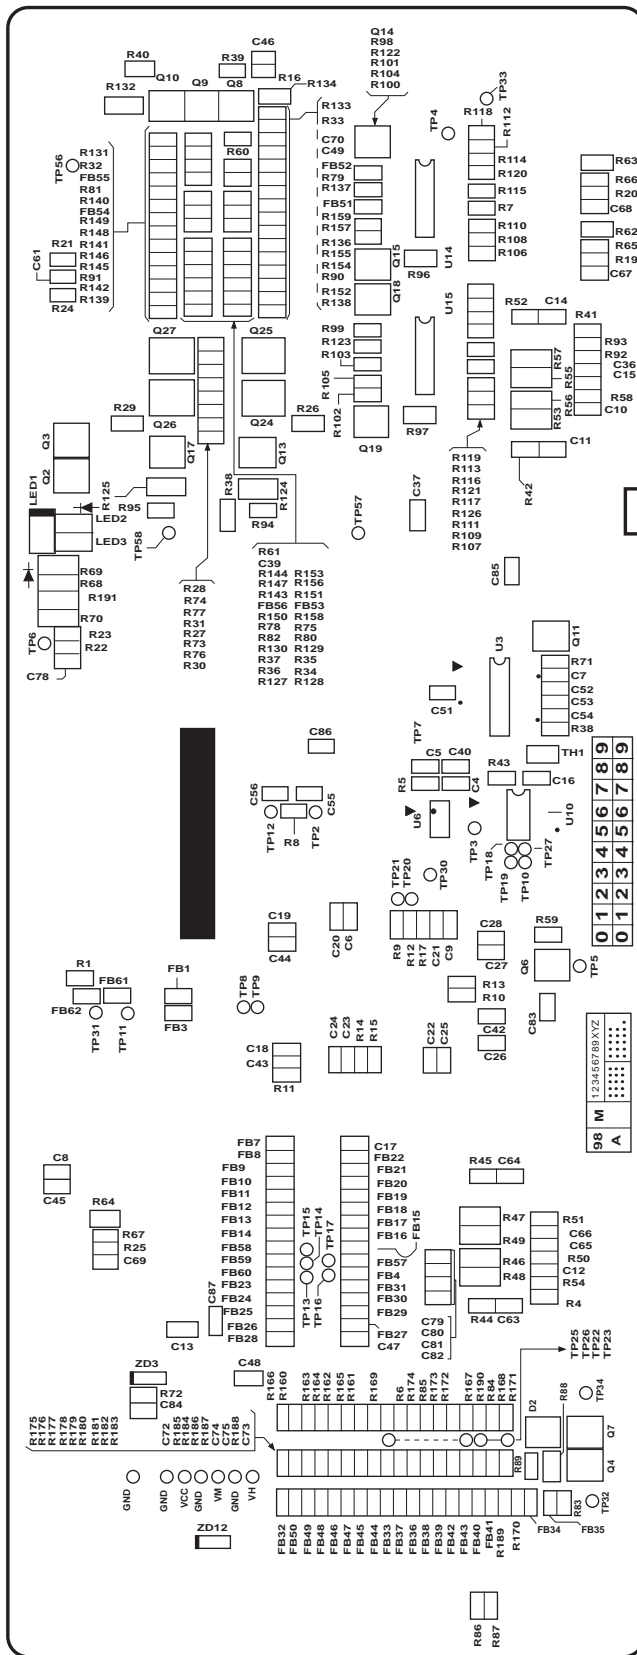 R40
R39
C46
Q10
Q9
Q8
R16
R134
R132
R133
R33
Q14
R98
R122
R101
R104
R100
TP33
R118
R112
TP4
R131
R32
FB55
R81
R140
FB54
R149
R148
R141
R146
R145
R91
R142
R139
TP56
C61
R21
R24
R60
C70
C49
FB52
R79
R137
FB51
R159
R157
R136
R155
R154
R90
R152
R138
Q15
Q18
R96
U14
R114
R120
R115
R7
R110
R108
R106
R63
R66
R20
C68
R62
R65
R19
C67
U15
R52
C14
R41
R93
R92
C36
C15
R58
C10
R57
R55
R56
R53
C11
R42
Q27
Q25
Q26
Q24
R29
R26
R99
R123
R103
R105
R102
Q19
R97
Q3
Q2
Q17
Q13
R119
R113
R116
R121
R117
R126
R111
R109
R107
LED1
LED2
LED3
R125
R95
R38
R124
R94
TP58
TP57
C37
C85
R69
R68
R191
R70
TP6
R23
R22
C78
R28
R74
R77
R31
R27
R73
R76
R30
R61
C39
R144 R153
R147 R156
R143 R151
FB56 FB53
R150 R158
R78 R75
R82 R80
R130 R129
R37 R35
R36 R34
R127 R128
U3
Q11
R71
C7
C52
C53
C54
R38
C51
TP7
TH1
C86
C5 C40
R5
C4
R43
C16
C56
C55
TP12
R8
TP2
U6
TP3
U10
TP18
TP19
TP10
TP27
TP21
TP20
TP30
0 1 2 3 4 5 6 7 8 9
0 1 2 3 4 5 6 7 8 9
C19
C44
C20
C6
R9
R12
R17
C21
C9
C28
C27
R59
Q6
TP5
R1
FB61
FB62
TP31
TP11
FB1
FB3
TP8
TP9
R13
R10
C42
C26
C83
C18
C43
R11
C24
C23
R14
R15
C22
C25
123456789XYZ
98 M
A
FB7
FB8
FB9
FB10
FB11
FB12
FB13
FB14
FB58
FB59
FB60
FB23
FB24
FB25
FB26
FB28
C17
FB22
FB21
FB20
FB19
FB18
FB17
FB16
FB15
FB57
FB4
FB31
FB30
FB29
FB27
C47
TP15
TP14
TP17
TP13
TP16
R45 C64
R47
R49
R46
R48
R44 C63
R51
C66
C65
R50
C12
R54
R4
C8
C45
R64
R67
R25
C69
C87
C13
C79
C80
C81
C82
TP25
TP26
TP22
TP23
ZD3
R72
C84
C48
R166
R160
R163
R164
R162
R165
R161
R169
R6
R174
R85
R173
R172
R167
R190
R84
R168
R171
TP34
D2
R88
Q7
Q4
R89
R83
TP32
R175
R176
R177
R178
R179
R180
R181
R182
R183
C72
R185
R184
R186
R187
C74
C75
R188
C73
GND
GND
VCC
GND
VM
GND
VH
ZD12
FB32
FB50
FB49
FB48
FB46
FB47
FB45
FB44
FB33
FB37
FB36
FB38
FB39
FB42
FB43
FB40
FB41
R189
R170
FB34
FB35
R86
R87